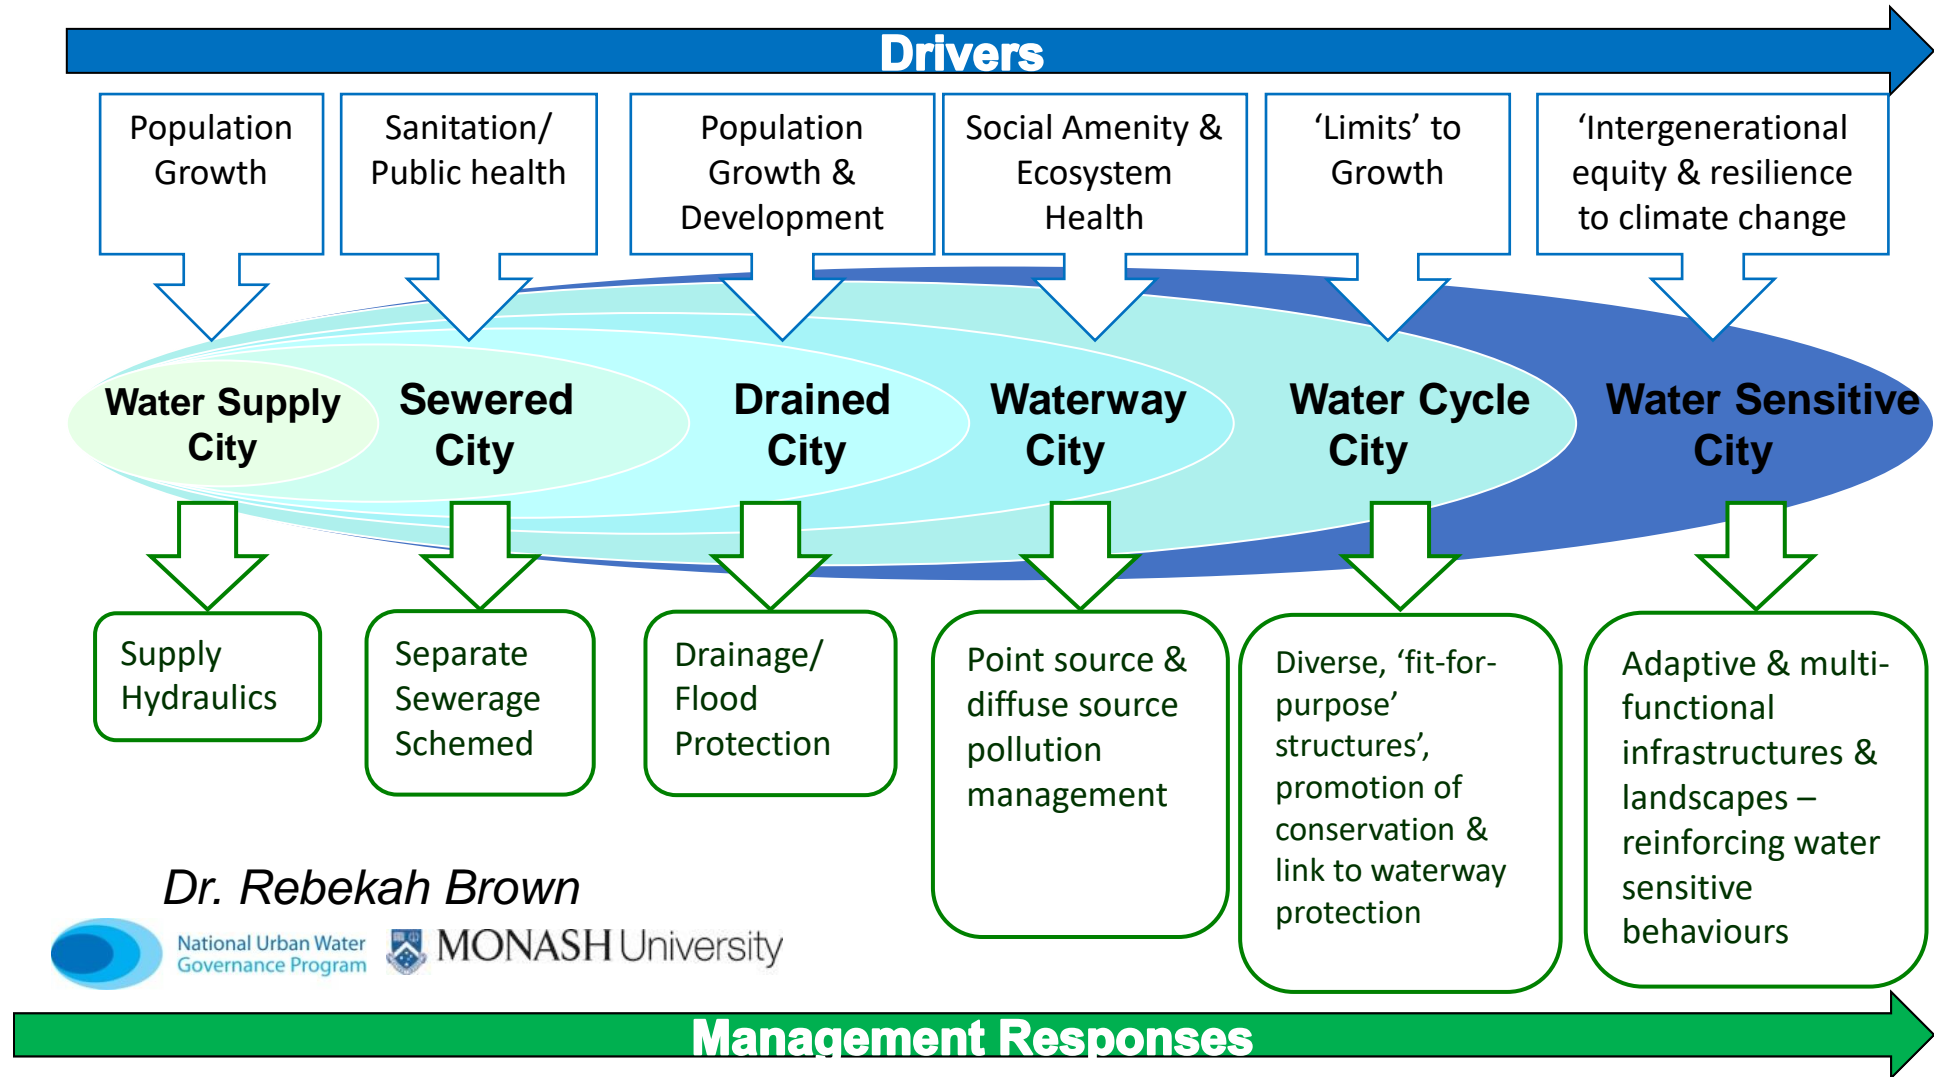 Drivers
Population
Growth
Sanitation/
Public health
Population
Growth &
Development
Social Amenity &
Ecosystem
Health
‘Limits’ to
Growth
‘Intergenerational
equity & resilience
to climate change
Water Supply
City
Sewered
City
Drained
City
Waterway
City
Water Cycle
City
Water Sensitive
City
Supply
Hydraulics
Separate
Sewerage
Schemed
Drainage/
Flood
Protection
Point source &
diffuse source
pollution
management
Diverse, ‘fit-for-
purpose’
structures’,
promotion of
conservation &
link to waterway
protection
Adaptive & multi-
functional
infrastructures &
landscapes –
reinforcing water
sensitive
behaviours
Dr. Rebekah Brown
National Urban Water
Governance Program
MONASH University
Management Responses